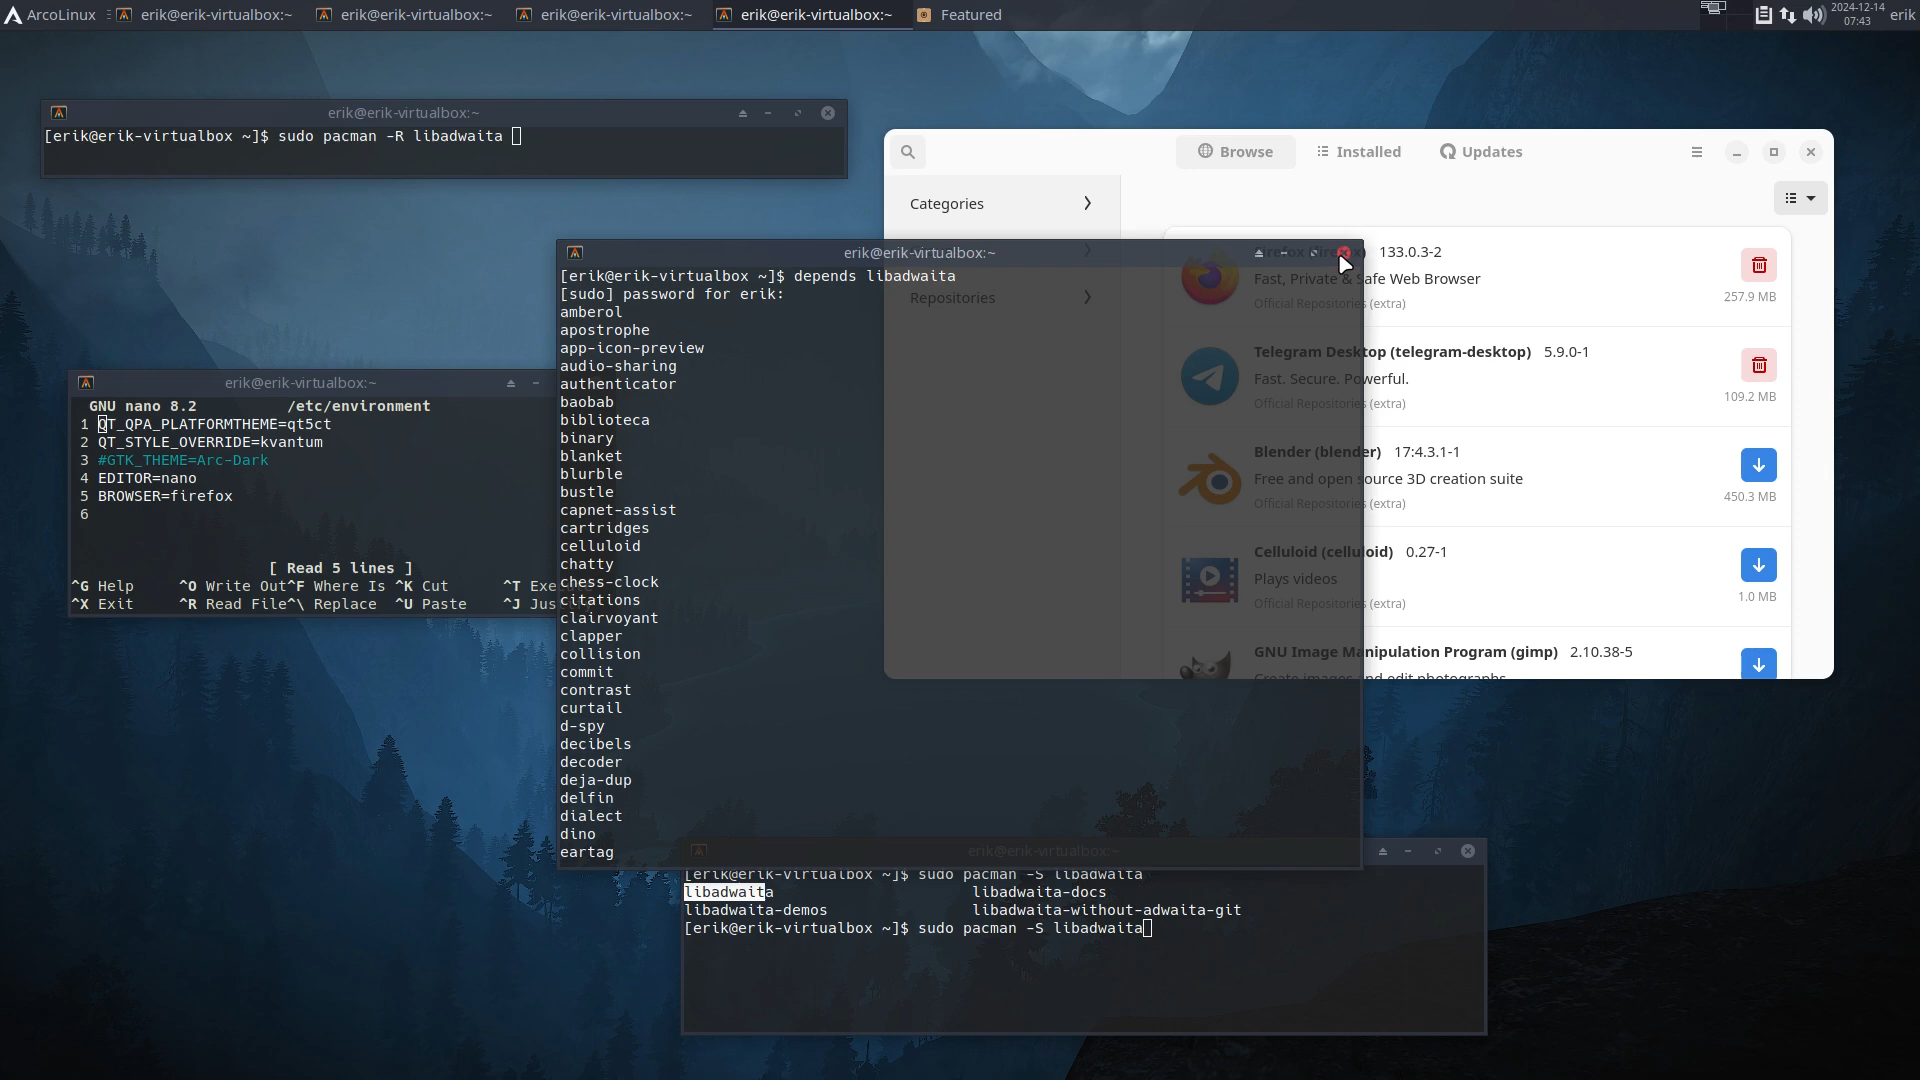 ArcoLinux
erik@erik-virtualbox:~
erik@erik-virtualbox:~
erik@erik-virtualbox:~
erik@erik-virtualbox:~
Featured
2024-12-14
07:43
erik
erik@erik-virtualbox:~
[erik@erik-virtualbox ~]$ sudo pacman -R libadwaita
Browse
Installed
Updates
Categories
Repositories
Firefox (firefox) 133.0.3-2
Fast, Private & Safe Web Browser
Official Repositories (extra)
257.9 MB
Telegram Desktop (telegram-desktop) 5.9.0-1
Fast. Secure. Powerful.
Official Repositories (extra)
109.2 MB
Blender (blender) 17:4.3.1-1
Free and open source 3D creation suite
Official Repositories (extra)
450.3 MB
Celluloid (celluloid) 0.27-1
Plays videos
Official Repositories (extra)
1.0 MB
GNU Image Manipulation Program (gimp) 2.10.38-5
Create images and edit photographs
erik@erik-virtualbox:~
[erik@erik-virtualbox ~]$ depends libadwaita
[sudo] password for erik:
amberol
apostrophe
app-icon-preview
audio-sharing
authenticator
baobab
biblioteca
binary
blanket
blurble
bustle
capnet-assist
cartridges
celluloid
chatty
chess-clock
citations
clairvoyant
clapper
collision
commit
contrast
curtail
d-spy
decibels
decoder
deja-dup
delfin
dialect
dino
eartag
erik@erik-virtualbox:~
GNU nano 8.2 /etc/environment
1 QT_QPA_PLATFORMTHEME=qt5ct
2 QT_STYLE_OVERRIDE=kvantum
3 #GTK_THEME=Arc-Dark
4 EDITOR=nano
5 BROWSER=firefox
6
[ Read 5 lines ]
^G Help ^O Write Out ^F Where Is ^K Cut ^T Exe
^X Exit ^R Read File ^\ Replace ^U Paste ^J Jus
erik@erik-virtualbox:~
[erik@erik-virtualbox ~]$ sudo pacman -S libadwaita
libadwaita libadwaita-docs
libadwaita-demos libadwaita-without-adwaita-git
[erik@erik-virtualbox ~]$ sudo pacman -S libadwaita